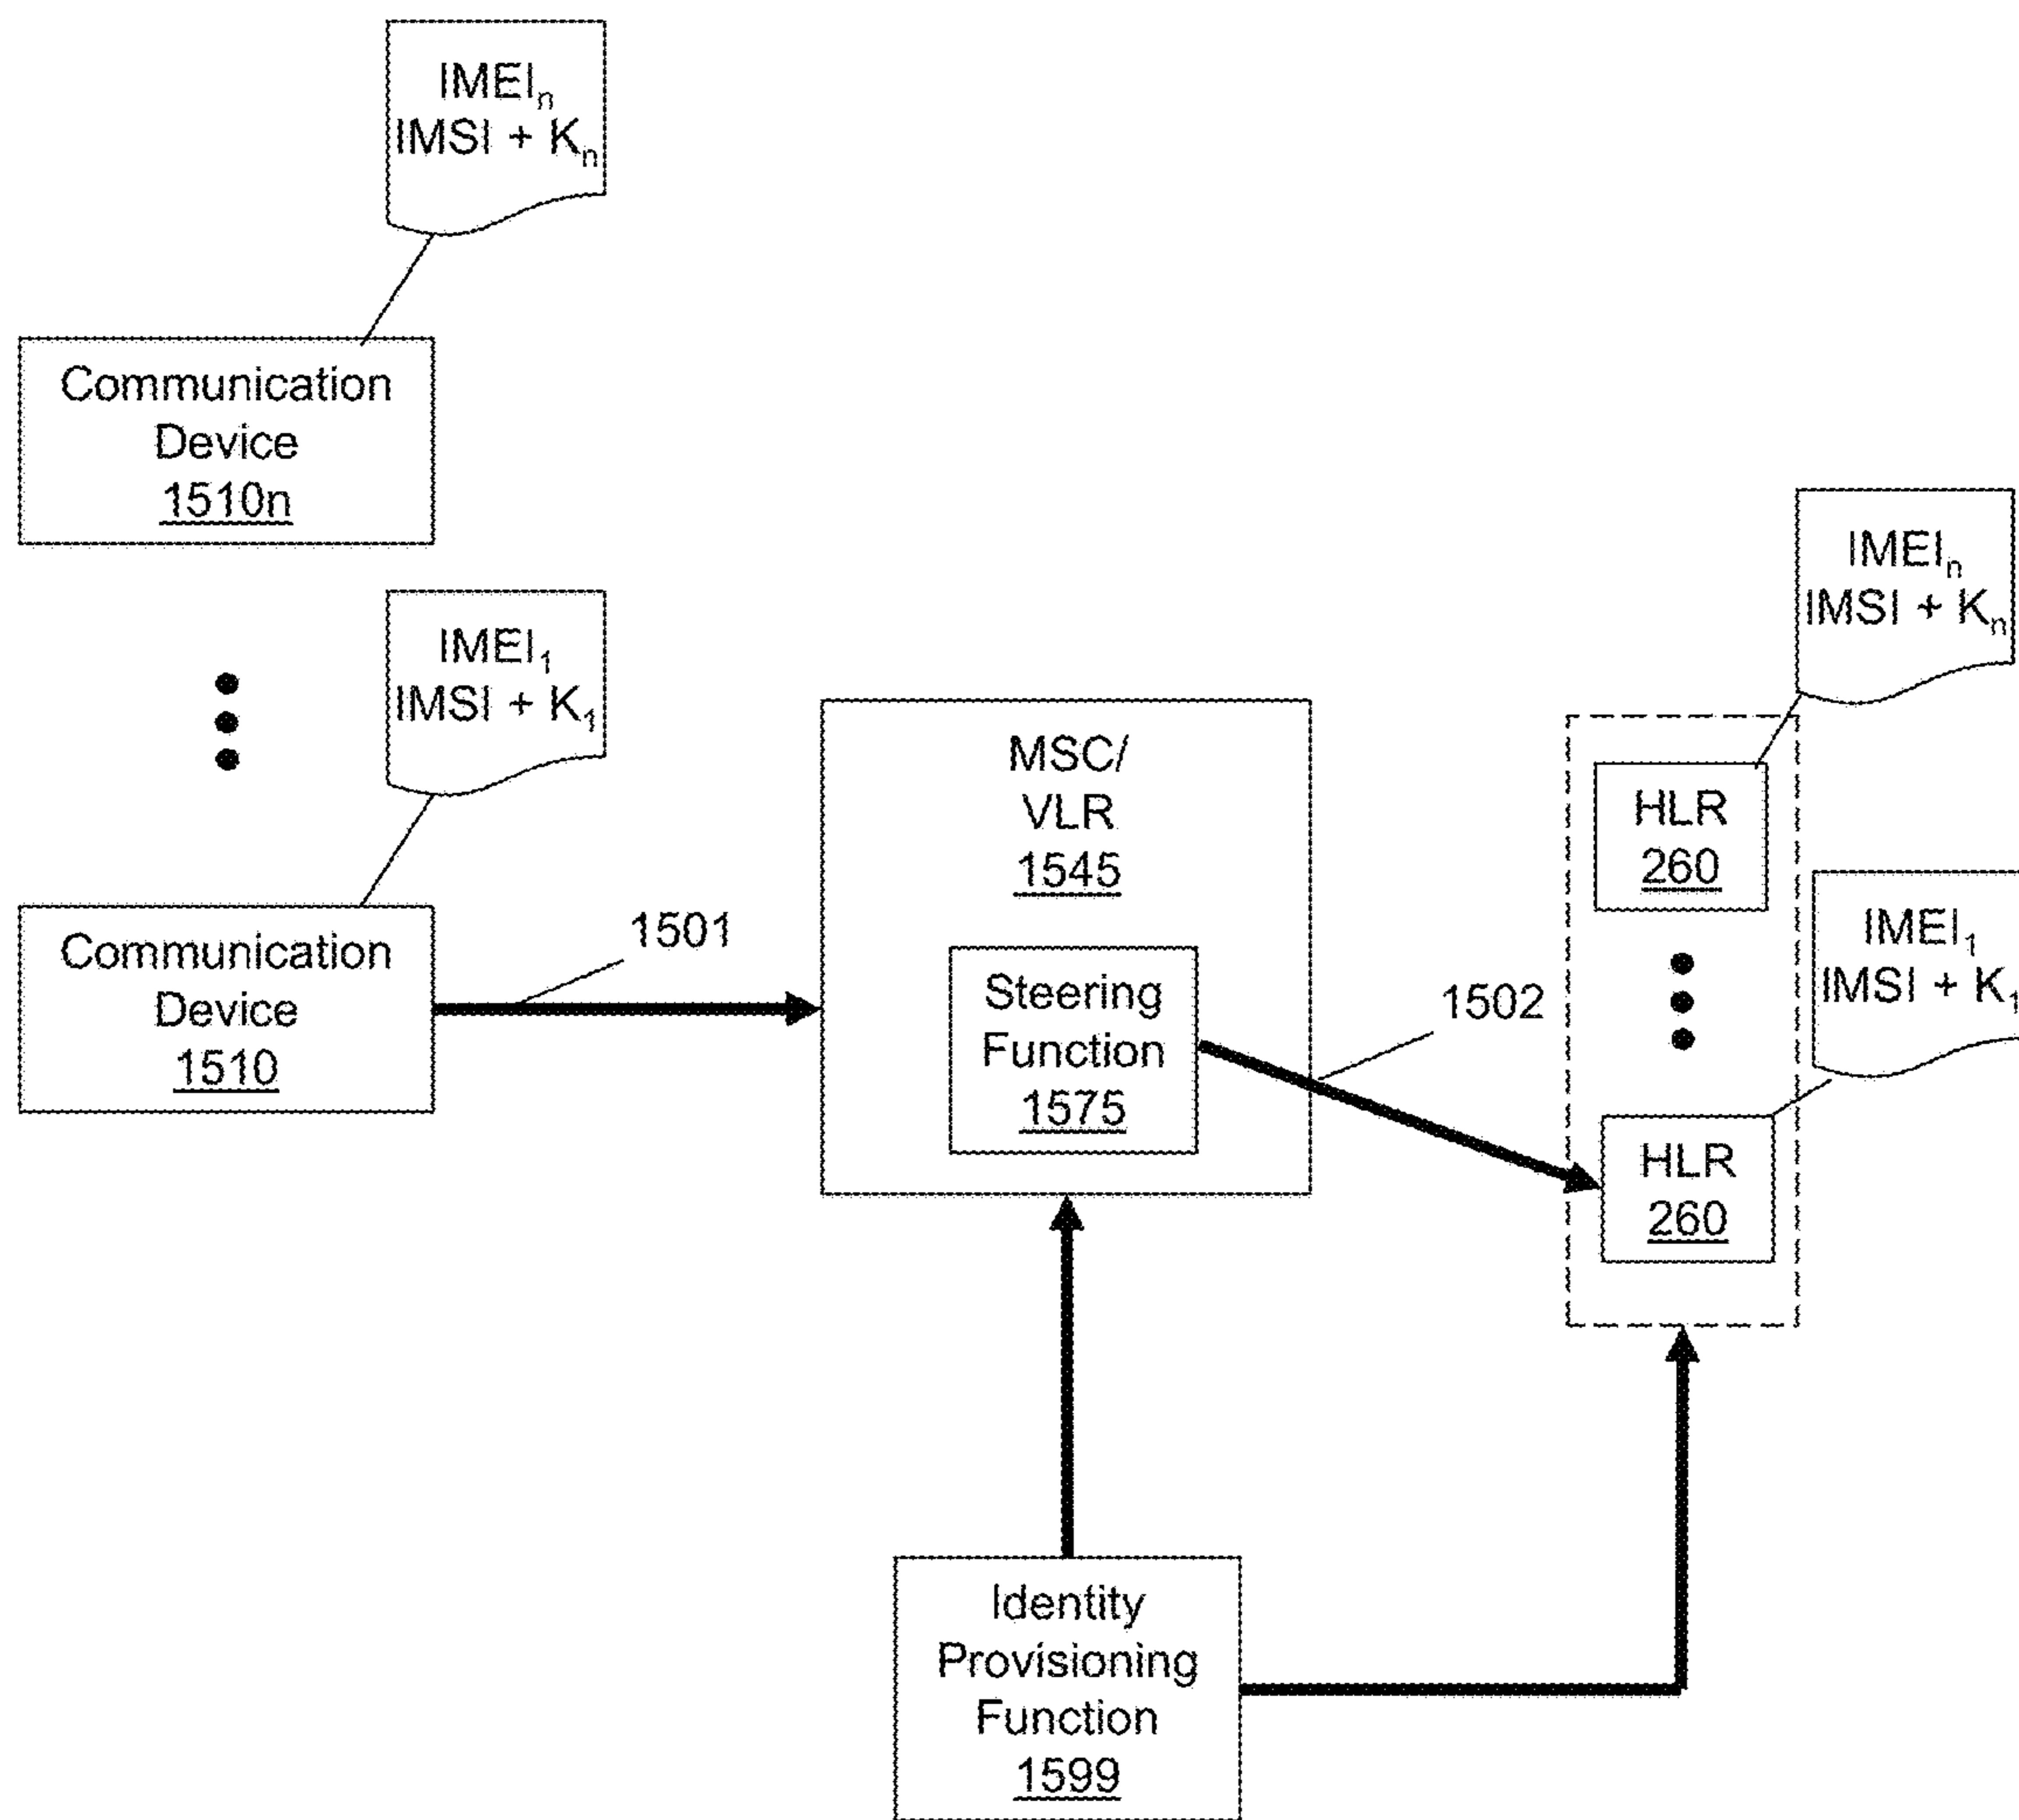 IMEIn
IMSI + Kn
Communication
Device
1510n
IMEI1
IMSI + K1
Communication
Device
1510
1501
MSC/
VLR
1545
Steering
Function
1575
1502
IMEIn
IMSI + Kn
HLR
260
IMEI1
IMSI + K1
HLR
260
Identity
Provisioning
Function
1599